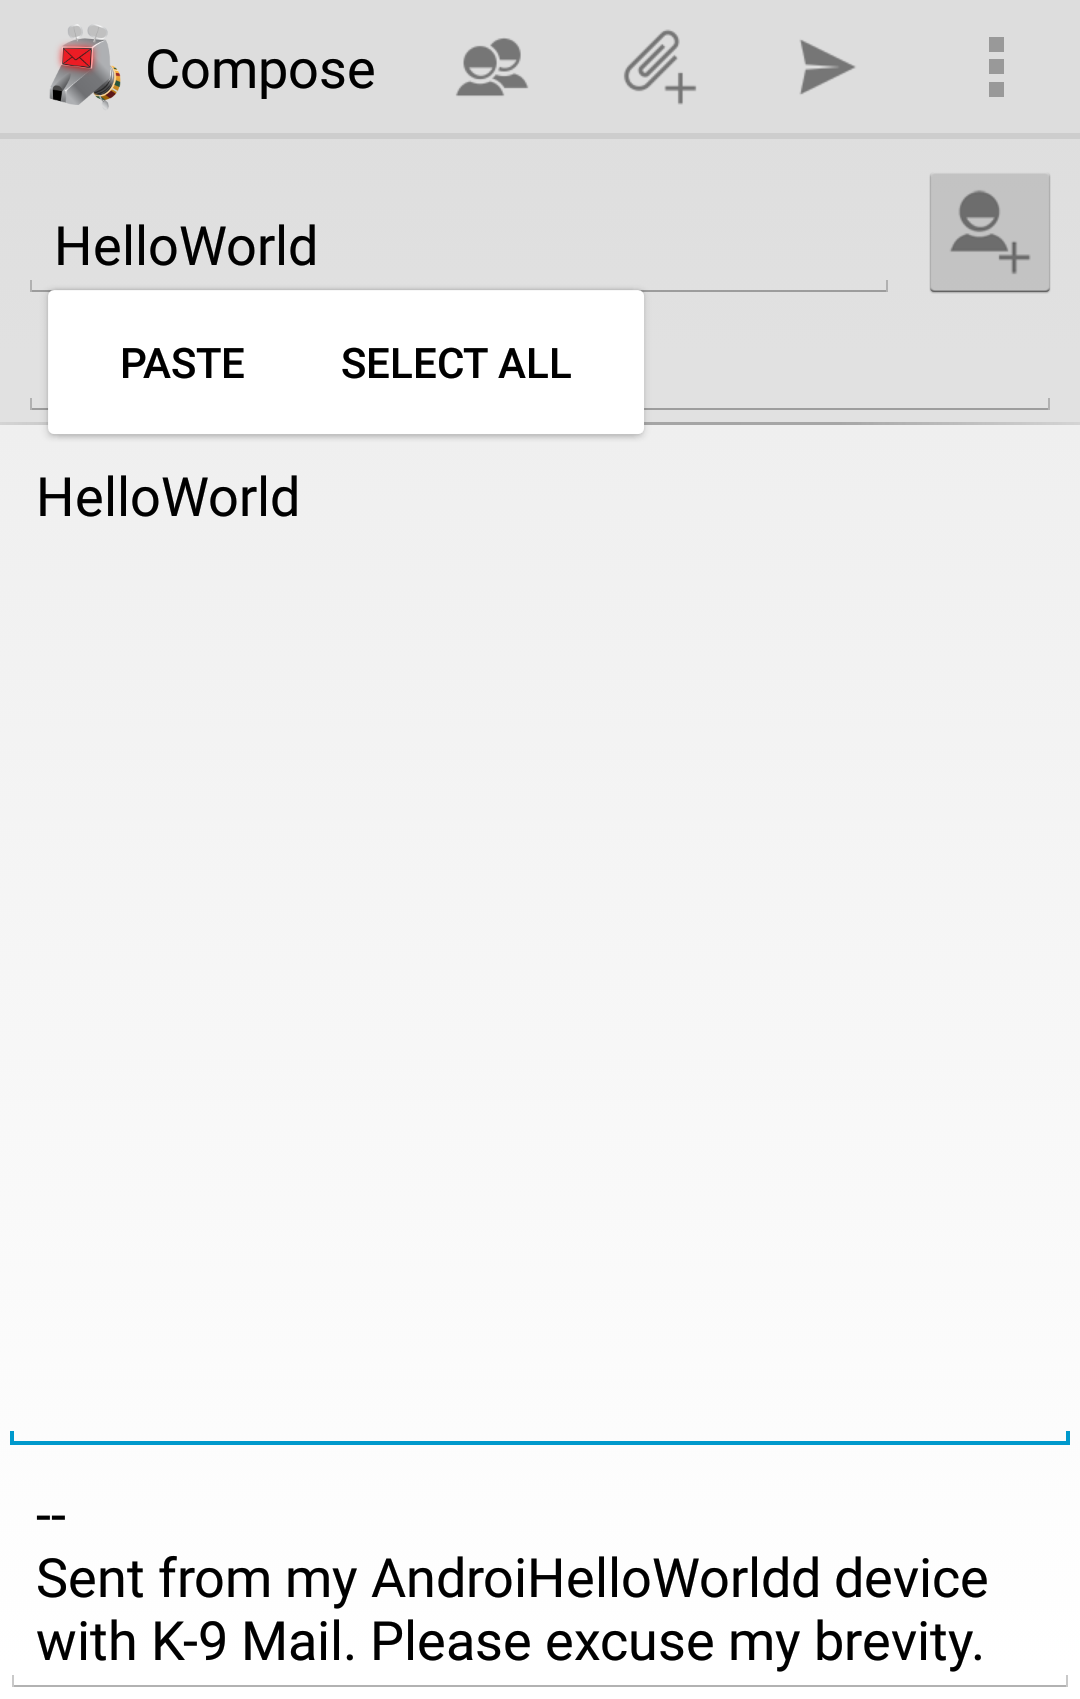 Compose
HelloWorld
PASTE SELECT ALL
HelloWorld
--
Sent from my AndroiHelloWorldd device
with K-9 Mail. Please excuse my brevity.